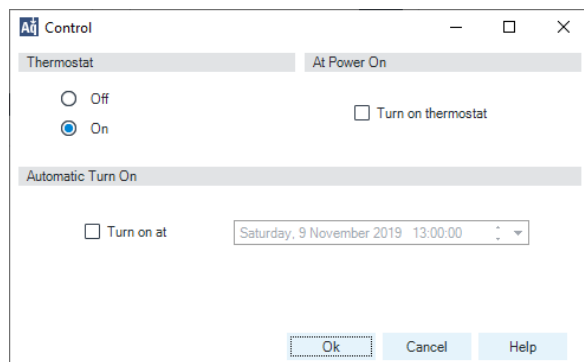 Control
Thermostat
At Power On
Off
On
Turn on thermostat
Automatic Turn On
Turn on at
Saturday, 9 November 2019 13:00:00
Ok
Cancel
Help